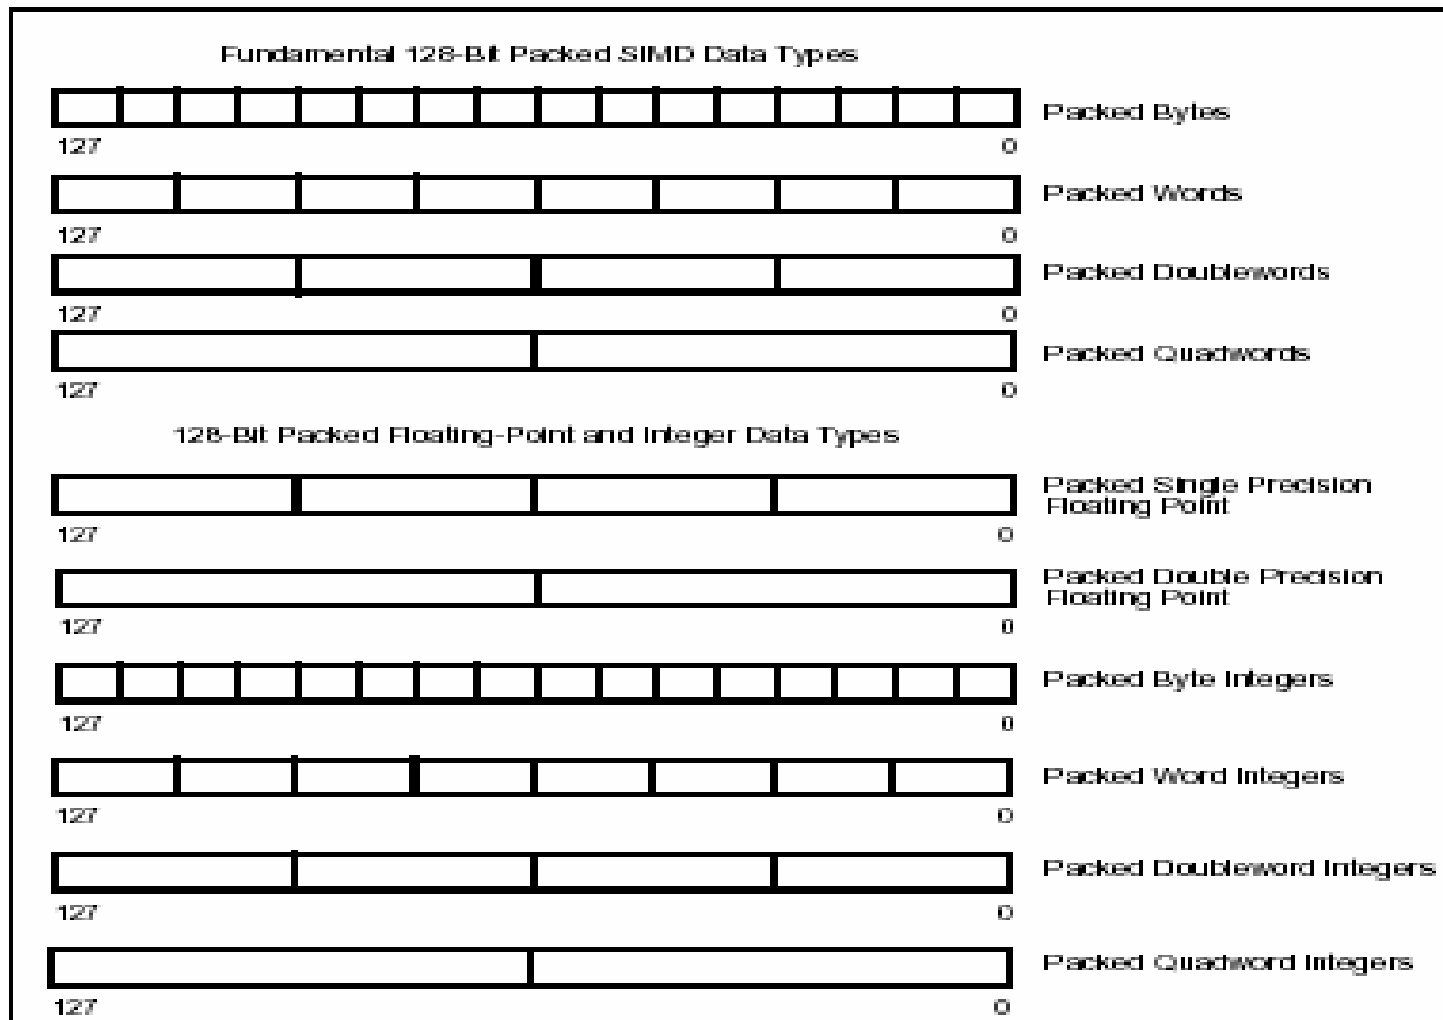 Fundamental 128-Bit Packed SIMD Data Types
Packed Bytes
127 0
Packed Words
127 0
Packed Doublewords
127 0
Packed Quadwords
127 0
128-Bit Packed Floating-Point and Integer Data Types
Packed Single Precision
Floating Point
127 0
Packed Double Precision
Floating Point
127 0
Packed Byte Integers
127 0
Packed Word Integers
127 0
Packed Doubleword Integers
127 0
Packed Quadword Integers
127 0